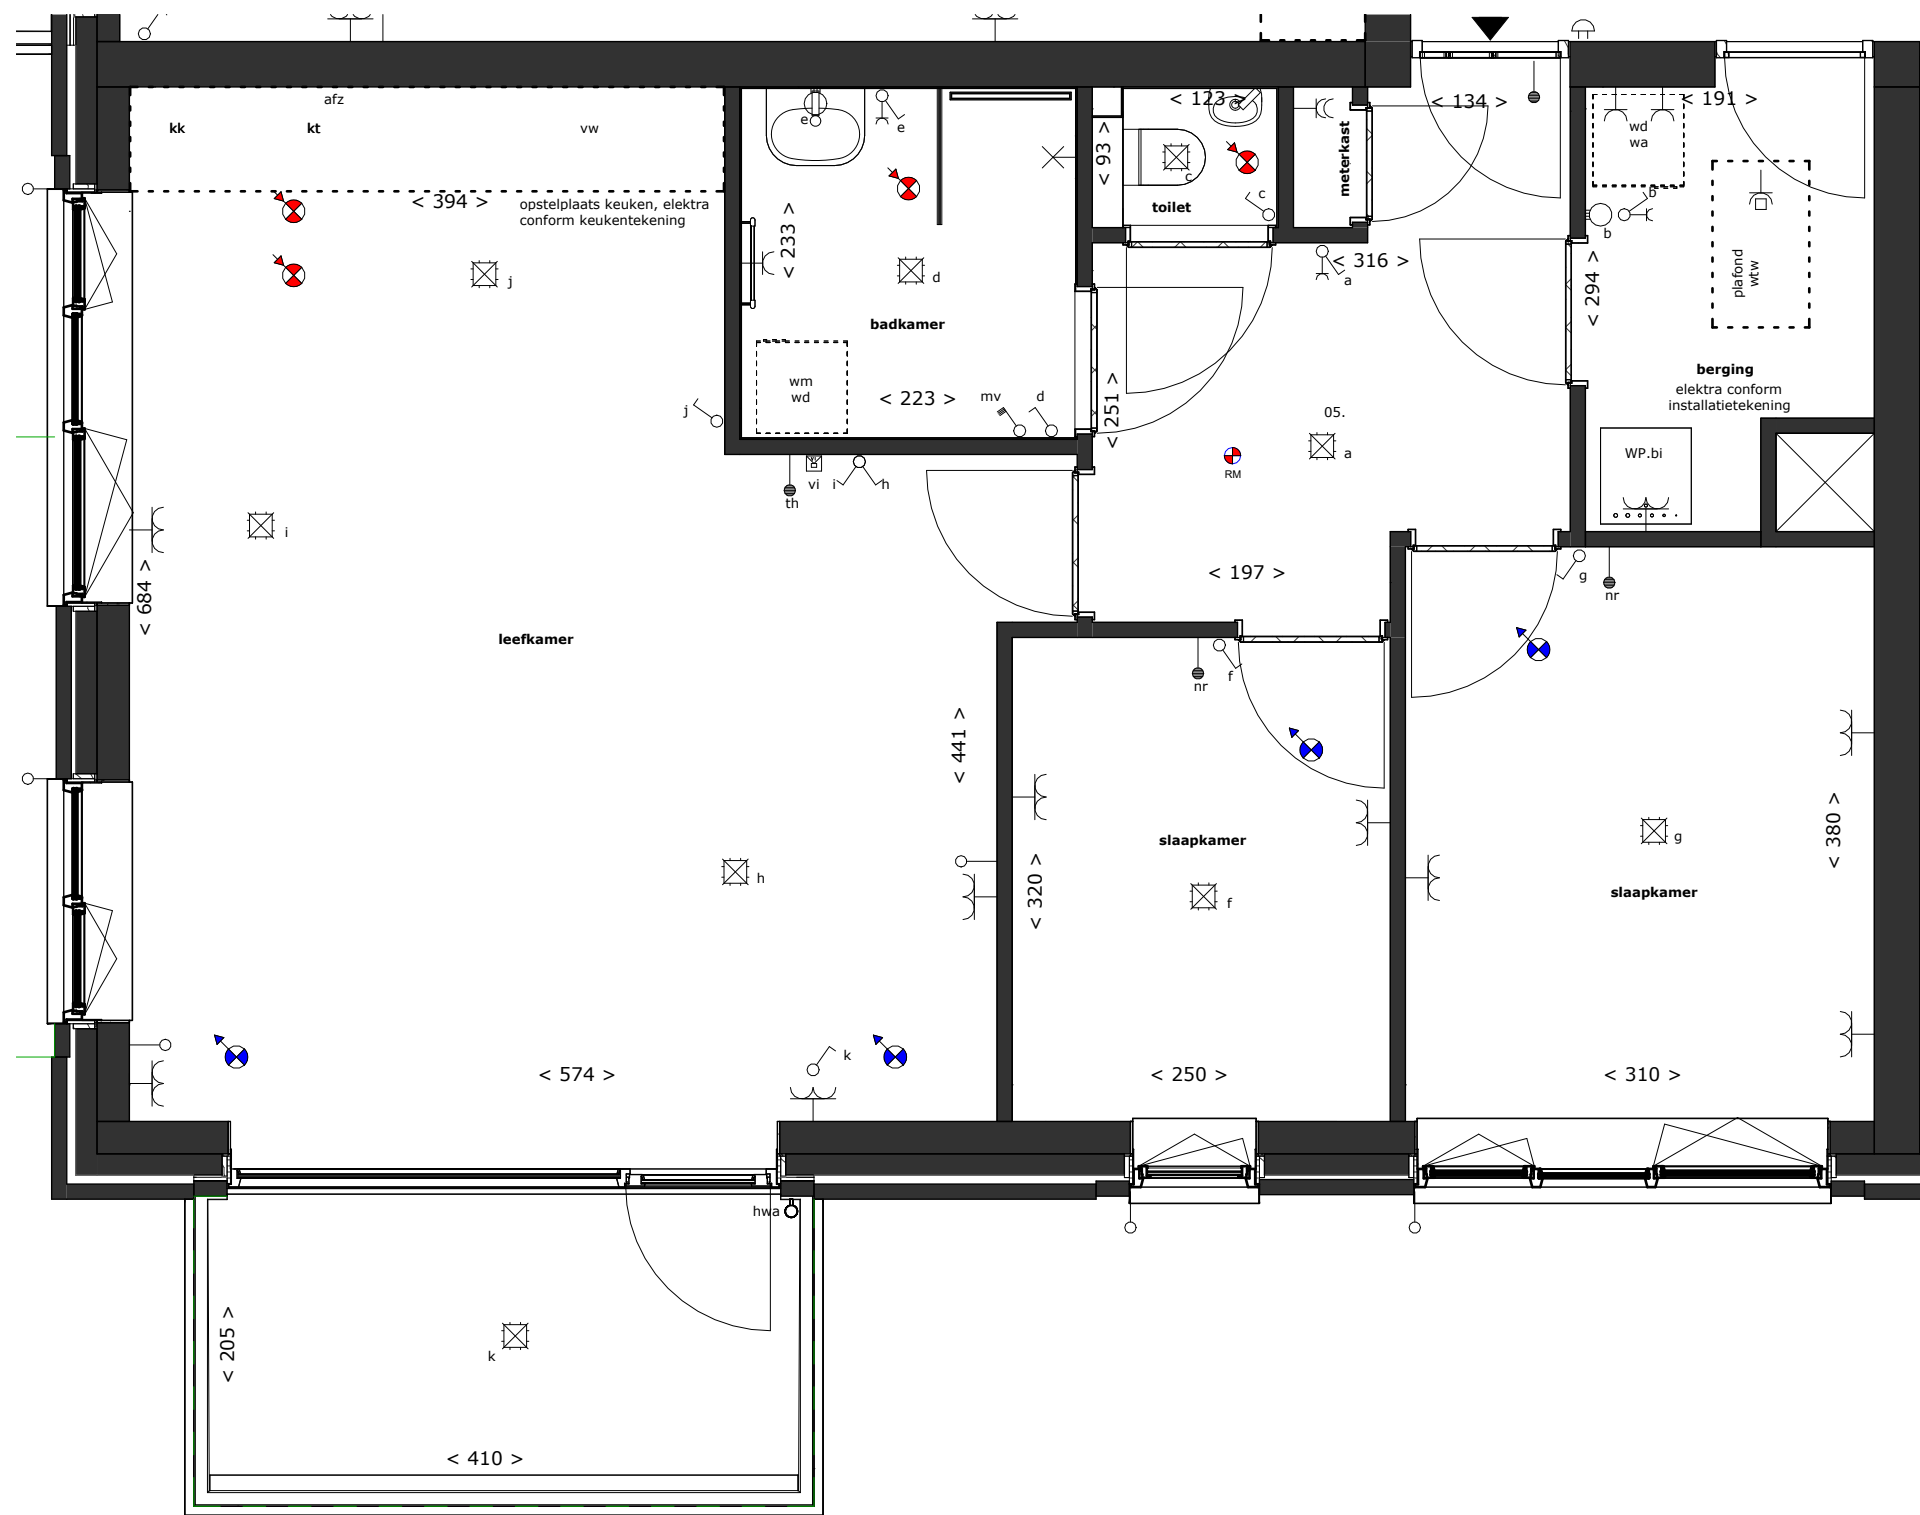 afz
kk
kt
vw
< 394 >
opstelplaats keuken, elektra
conform keukentekening
j
j
i
< 684 >
leefkamer
h
< 441 >
< 574 >
k
e
e
< 233 >
d
badkamer
wm
wd
< 223 >
mv
d
th
vi
i
h
< 123 >
< 93 >
c
c
toilet
meterkast
< 134 >
< 316 >
a
< 251 >
05.
a
RM
< 197 >
< 191 >
wd
wa
b
b
< 294 >
plafond
wtw
berging
elektra conform
installatietekening
WP.bi
nr
f
slaapkamer
f
< 320 >
< 250 >
g
nr
g
slaapkamer
< 380 >
< 310 >
hwa
< 205 >
k
< 410 >